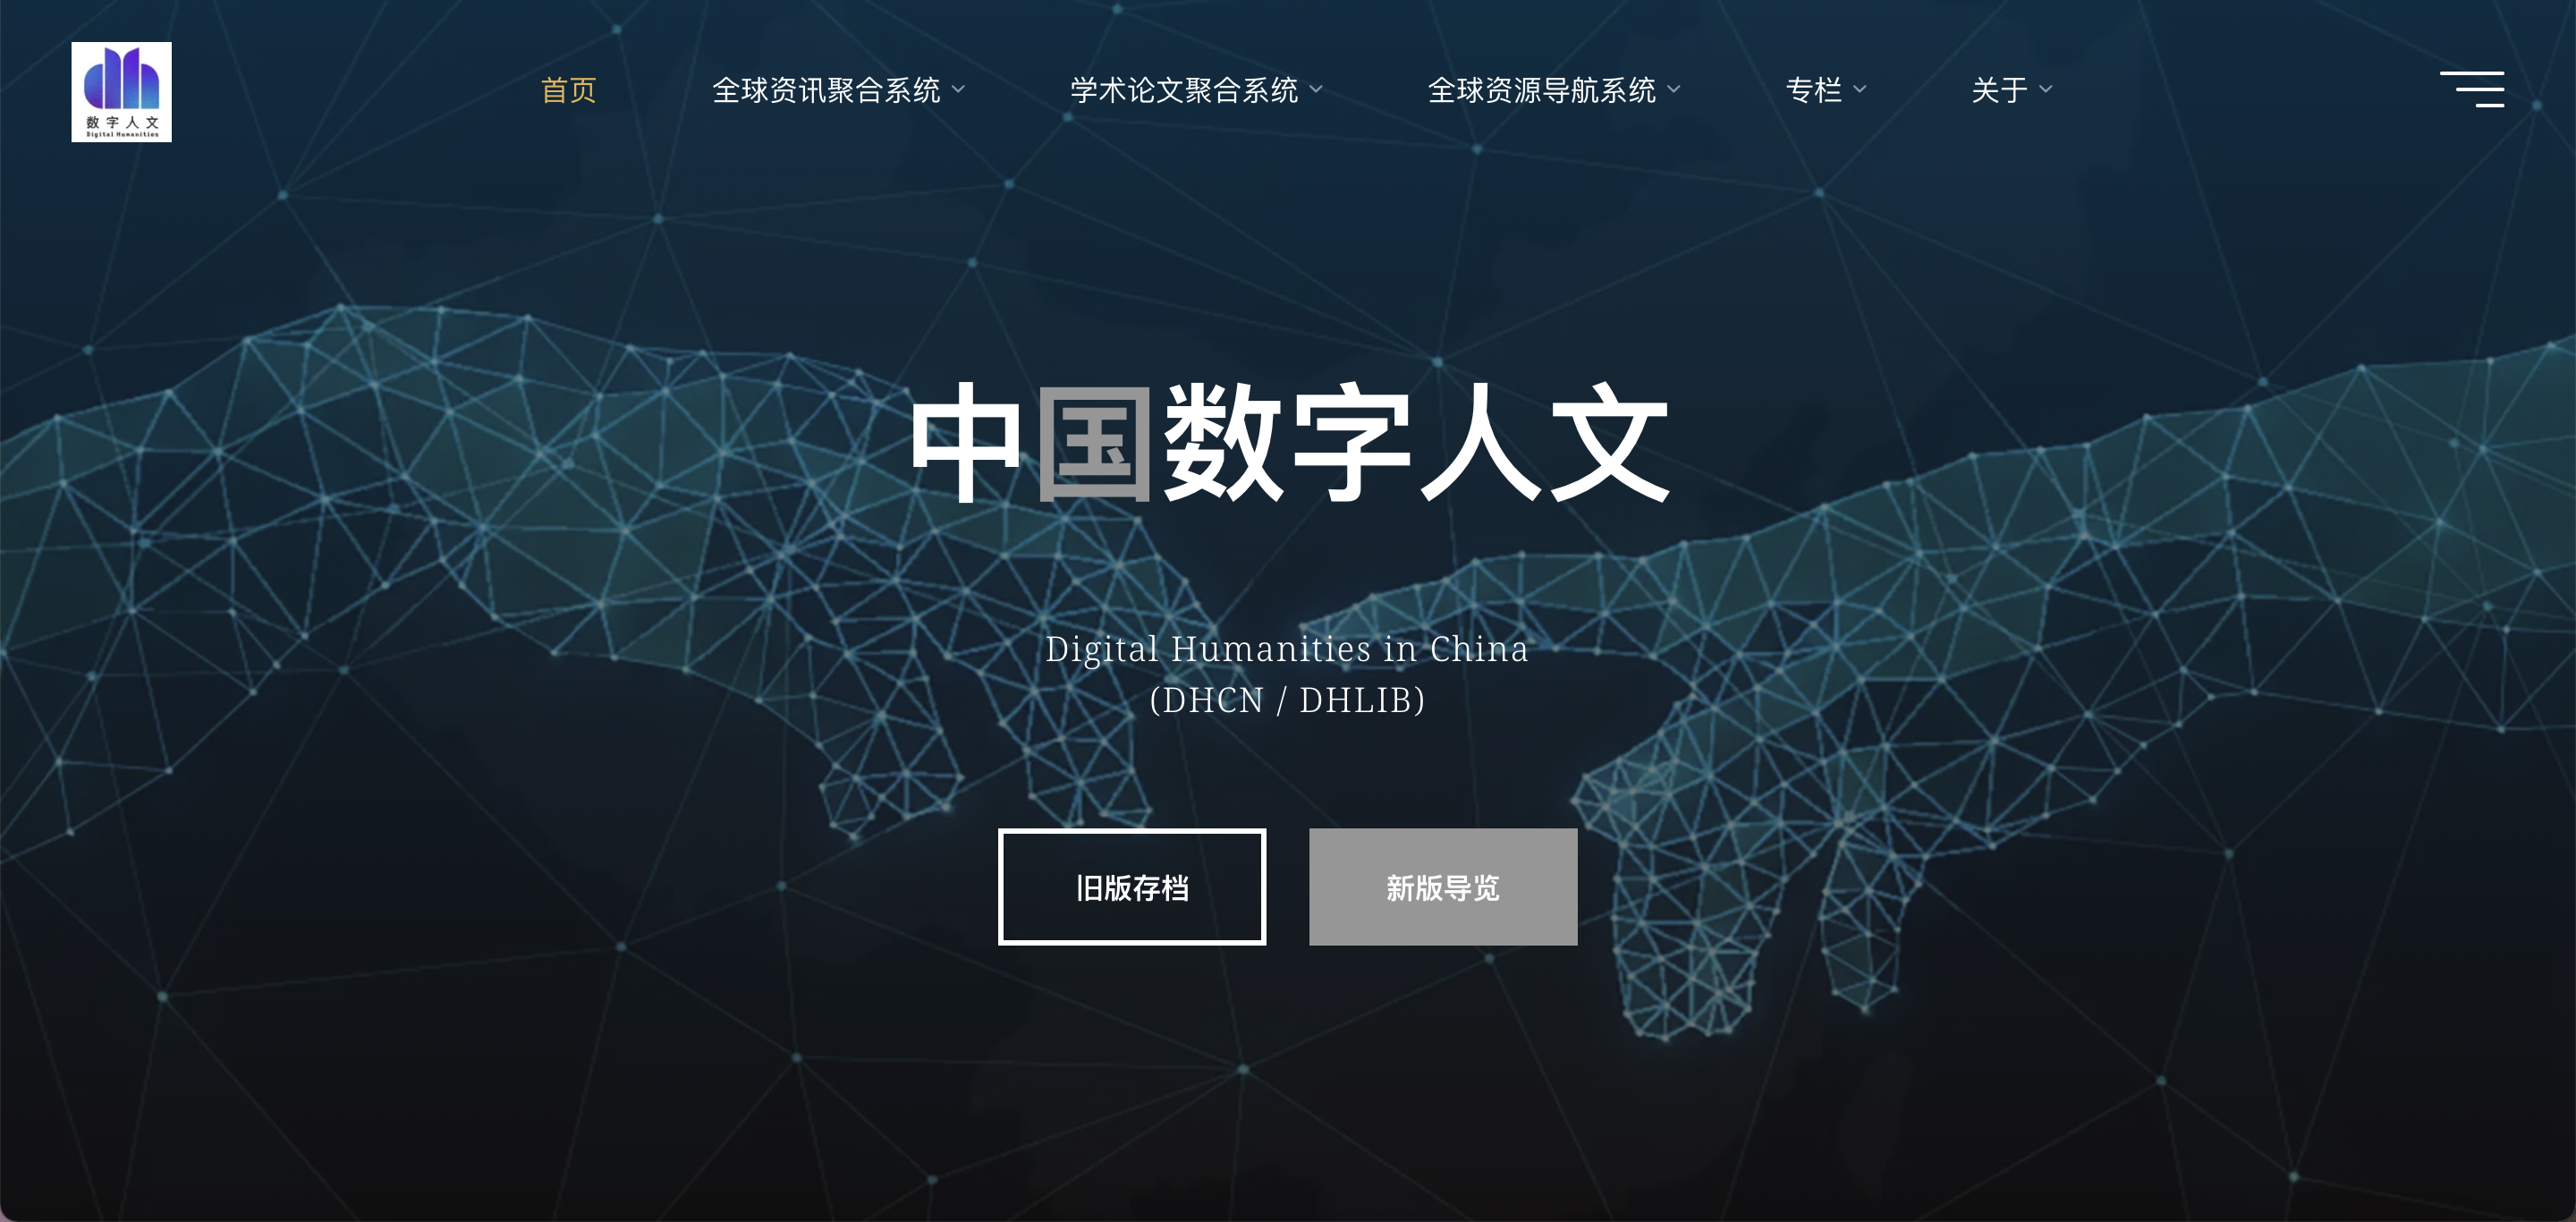 数字人文
Digital Humanities
首页
全球资讯聚合系统
学术论文聚合系统
全球资源导航系统
专栏
关于
中国数字人文
Digital Humanities in China
(DHCN / DHLIB)
旧版存档
新版导览